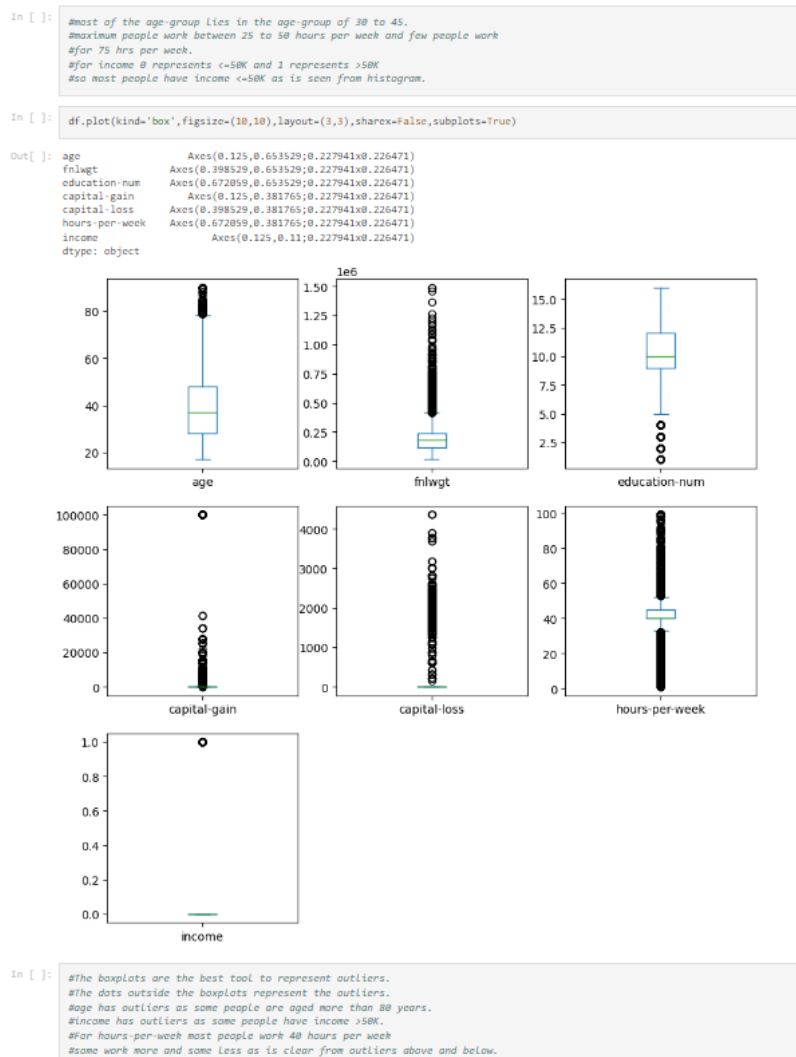 In [ ]:
#most of the age-group lies in the age-group of 30 to 45.
#maximum people work between 25 to 50 hours per week and few people work
#for 75 hrs per week.
#for income 0 represents <=50K and 1 represents >50K
#so most people have income <=50K as is seen from histogram.
In [ ]:
df.plot(kind='box',figsize=(10,10),layout=(3,3),sharex=False,subplots=True)
Out[ ]:
age Axes(0.125,0.653529;0.227941x0.226471)
fnlwgt Axes(0.398529,0.653529;0.227941x0.226471)
education-num Axes(0.672059,0.653529;0.227941x0.226471)
capital-gain Axes(0.125,0.381765;0.227941x0.226471)
capital-loss Axes(0.398529,0.381765;0.227941x0.226471)
hours-per-week Axes(0.672059,0.381765;0.227941x0.226471)
income Axes(0.125,0.11;0.227941x0.226471)
dtype: object
80
60
40
20
age
1e6
1.50
1.25
1.00
0.75
0.50
0.25
0.00
fnlwgt
15.0
12.5
10.0
7.5
5.0
2.5
education-num
100000
80000
60000
40000
20000
0
capital-gain
4000
3000
2000
1000
0
capital-loss
100
80
60
40
20
0
hours-per-week
1.0
0.8
0.6
0.4
0.2
0.0
income
In [ ]:
#The boxplots are the best tool to represent outliers.
#The dots outside the boxplots represent the outliers.
#age has outliers as some people are aged more than 80 years.
#income has outliers as some people have income >50K.
#For hours-per-week most people work 40 hours per week
#some work more and some less as is clear from outliers above and below.